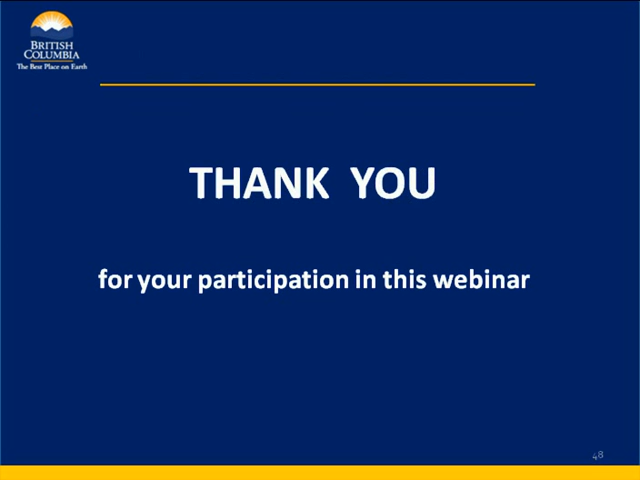 BRITISH
COLUMBIA
The Best Place on Earth
THANK YOU
for your participation in this webinar
48